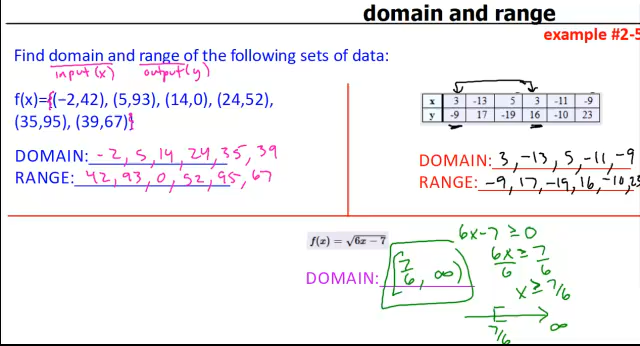 domain and range
example #2-5
Find domain and range of the following sets of data:
input(x) output(y)
f(x)={(−2,42), (5,93), (14,0), (24,52),
(35,95), (39,67)}
DOMAIN: -2, 5, 14, 24, 35, 39
RANGE: 42, 93, 0, 52, 95, 67
x 3 -13 5 3 -11 -9
y -9 17 -19 16 -10 23
DOMAIN: 3, -13, 5, -11, -9
RANGE: -9, 17, -19, 16, -10, 23
f(x) = √6x − 7
DOMAIN: [7/6, ∞)
6x-7 ≥ 0
6x/6 ≥ 7/6
x ≥ 7/6
7/6 ∞